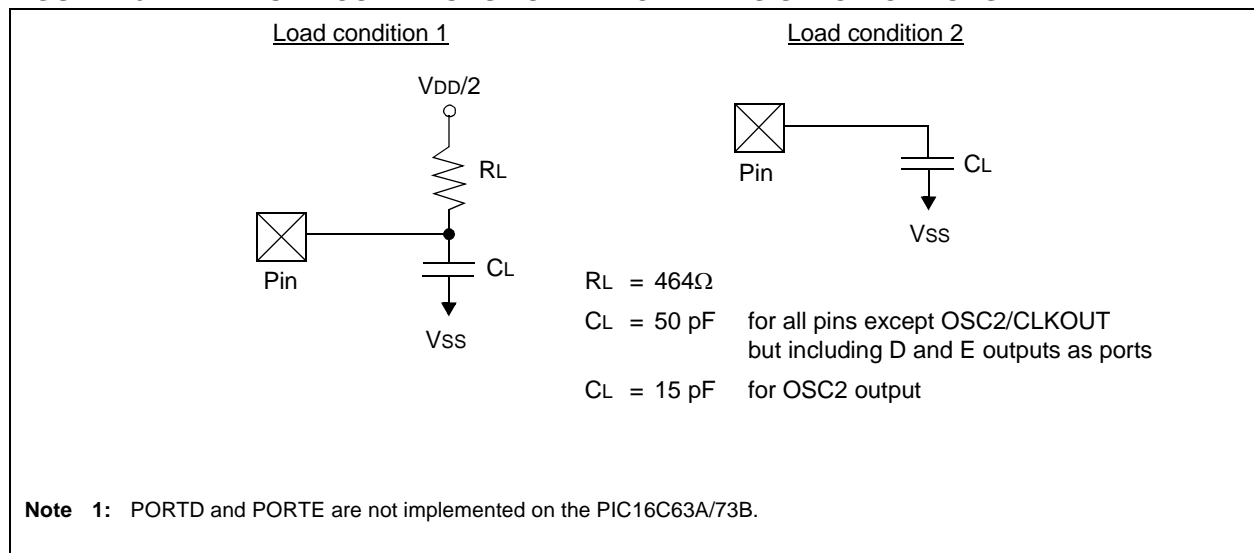 Load condition 1
VDD/2
RL
Pin
CL
VSS
Load condition 2
Pin
CL
VSS
RL = 464Ω
CL = 50 pF for all pins except OSC2/CLKOUT
but including D and E outputs as ports
CL = 15 pF for OSC2 output
Note 1: PORTD and PORTE are not implemented on the PIC16C63A/73B.